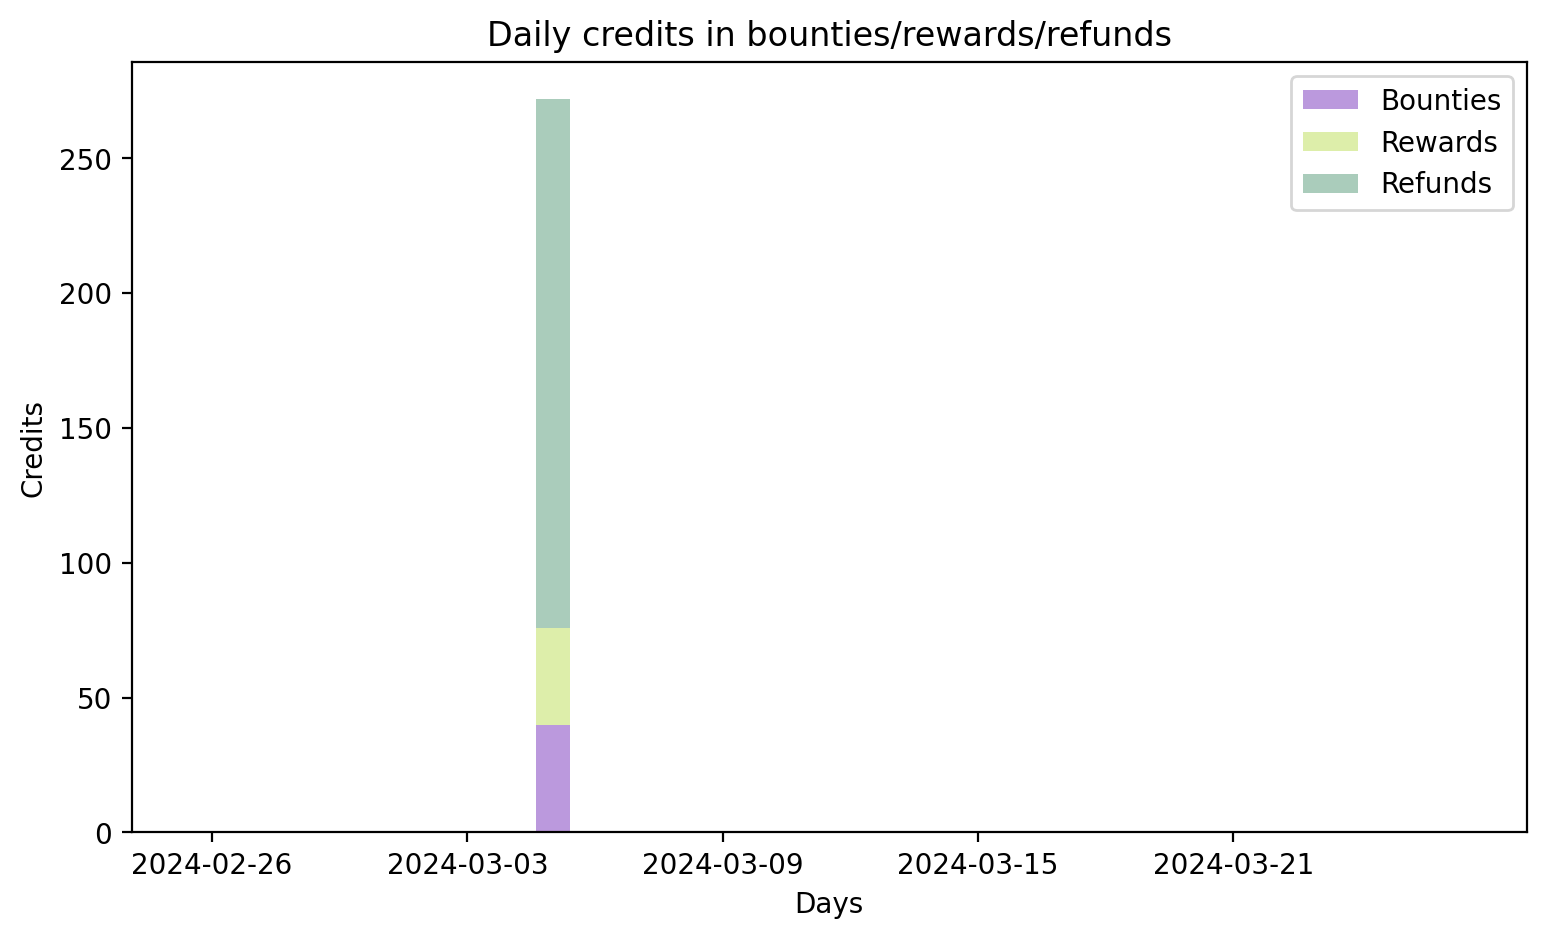 Daily credits in bounties/rewards/refunds
Bounties
Rewards
Refunds
250
200
150
100
50
0
Credits
2024-02-26 2024-03-03 2024-03-09 2024-03-15 2024-03-21
Days